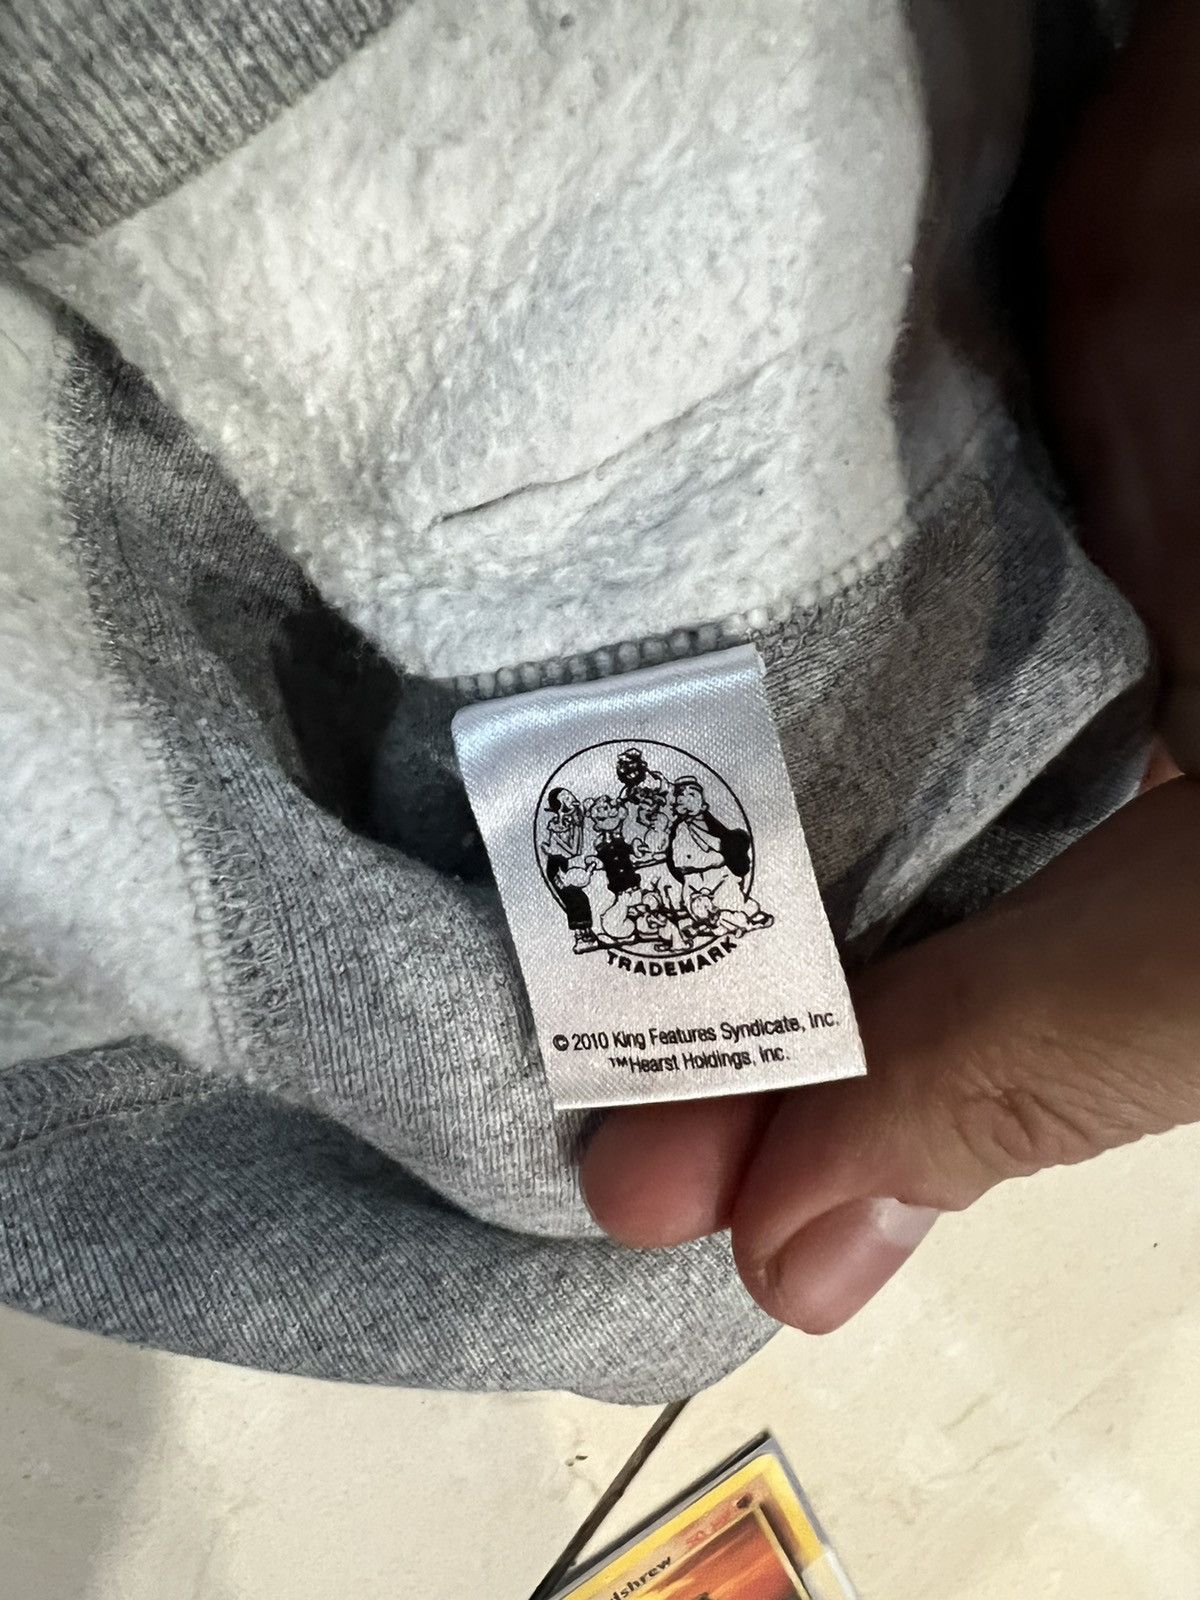 TRADEMARK
© 2010 King Features Syndicate, Inc.
™Hearst Holdings, Inc.